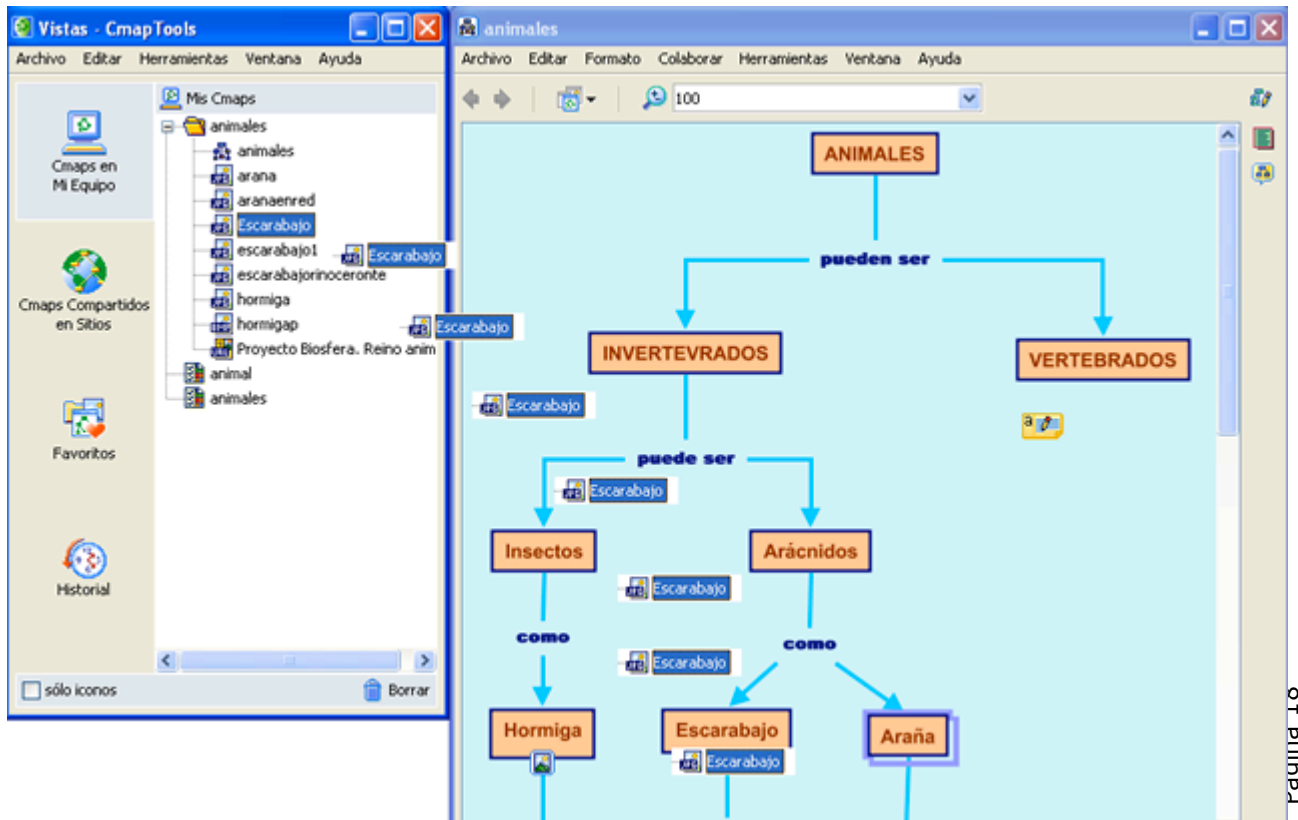 Vistas - CmapTools
Archivo Editar Herramientas Ventana Ayuda
Cmaps en
Mi Equipo
Cmaps Compartidos
en Sitios
Favoritos
Historial
Mis Cmaps
animales
animales
arana
aranaenred
Escarabajo
escarabajo1
Escarabajo
escarabajorinoceronte
hormiga
hormigap
Escarabajo
Proyecto Biosfera. Reino anim
animal
animales
sólo iconos
Borrar
animales
Archivo Editar Formato Colaborar Herramientas Ventana Ayuda
100
ANIMALES
pueden ser
INVERTEVRADOS
VERTEBRADOS
Escarabajo
a
puede ser
Escarabajo
Insectos
Arácnidos
Escarabajo
como
como
Escarabajo
Hormiga
Escarabajo
Araña
Escarabajo
Página 18